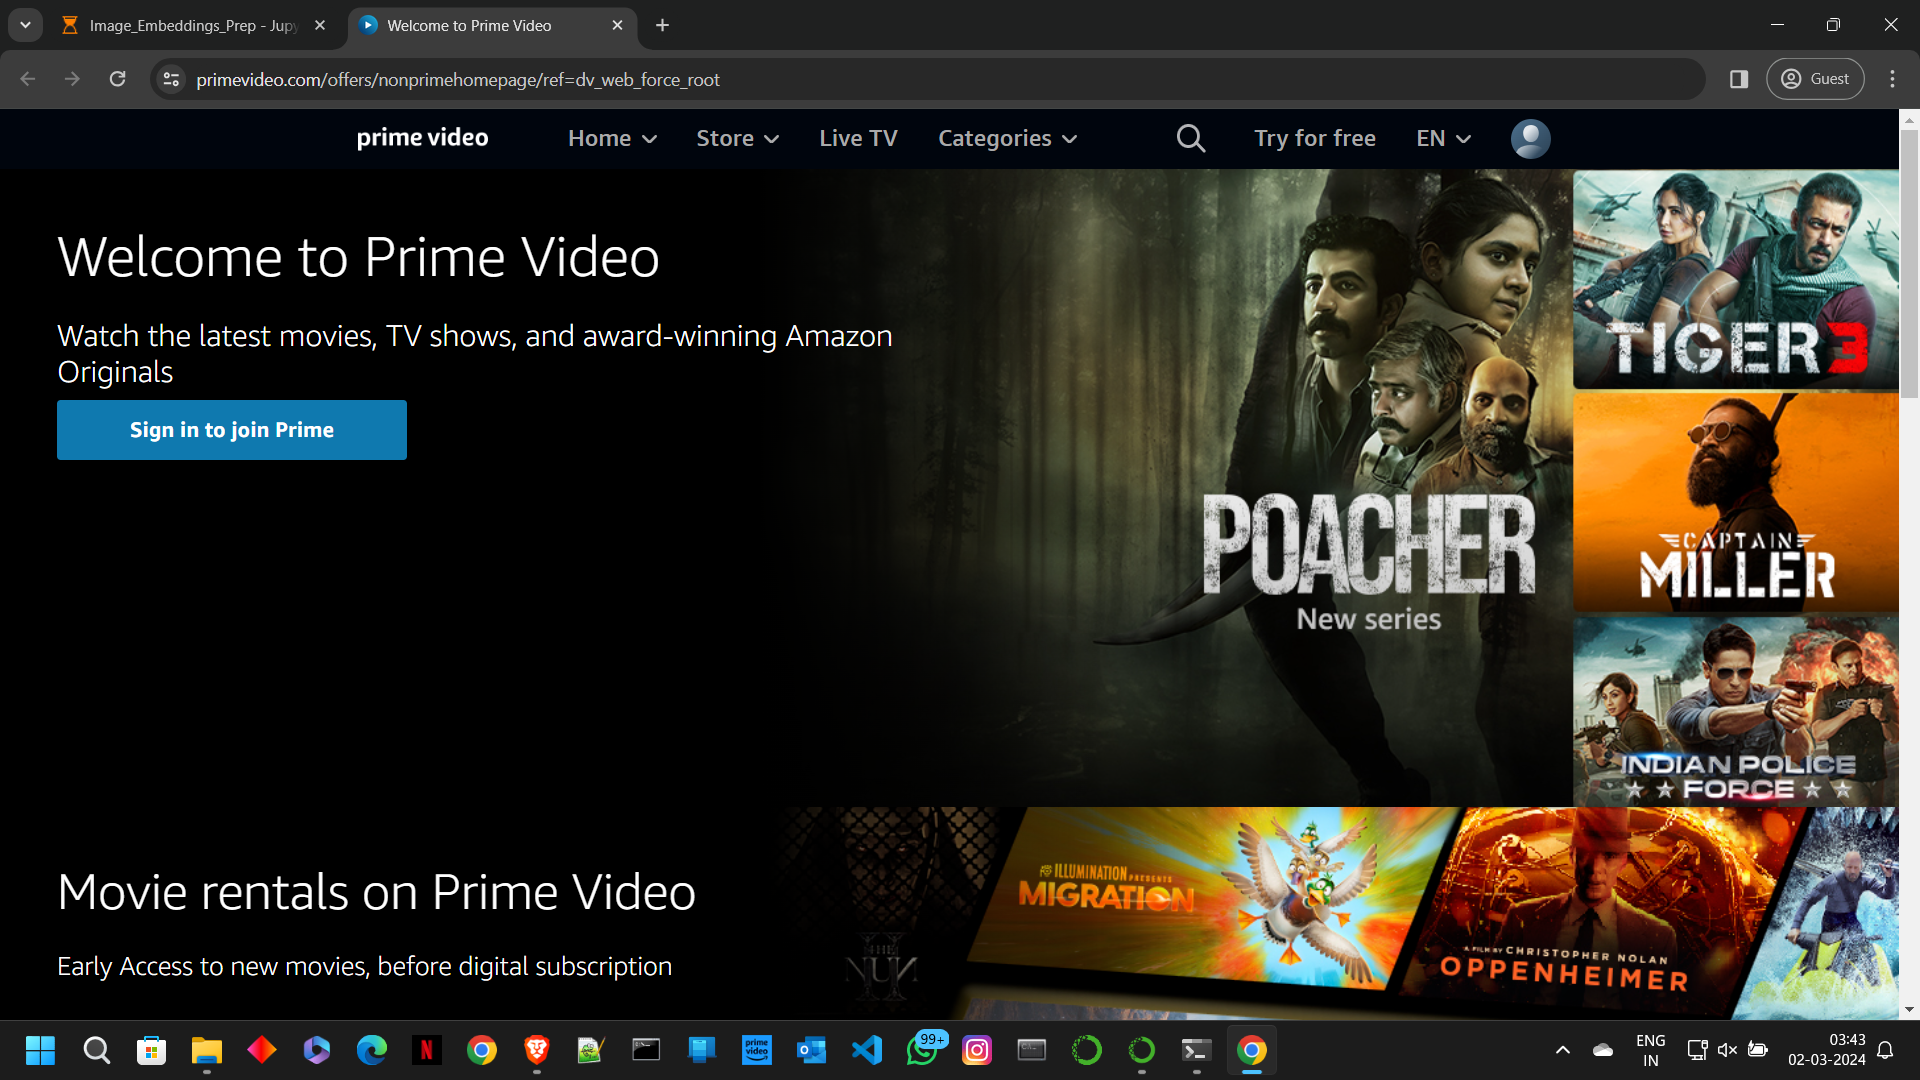 Image_Embeddings_Prep - Jupy
Welcome to Prime Video
primevideo.com/offers/nonprimehomepage/ref=dv_web_force_root
Guest
prime video
Home
Store
Live TV
Categories
Try for free
EN
Welcome to Prime Video
Watch the latest movies, TV shows, and award-winning Amazon
Originals
Sign in to join Prime
POACHER
New series
TIGER 3
CAPTAIN
MILLER
INDIAN POLICE
FORCE
Movie rentals on Prime Video
Early Access to new movies, before digital subscription
THE
NUN
ILLUMINATION PRESENTS
MIGRATION
A FILM BY CHRISTOPHER NOLAN
OPPENHEIMER
N
prime
video
99+
ENG
IN
03:43
02-03-2024